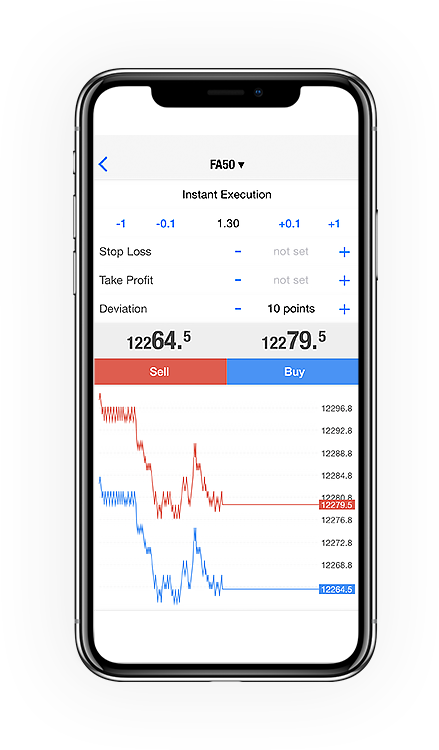 FA50 ▾
Instant Execution
-1 -0.1 1.30 +0.1 +1
Stop Loss - not set +
Take Profit - not set +
Deviation - 10 points +
12264.5 12279.5
Sell Buy
12296.8
12292.8
12288.8
12284.8
12280.8
12279.5
12276.8
12272.8
12268.8
12264.5